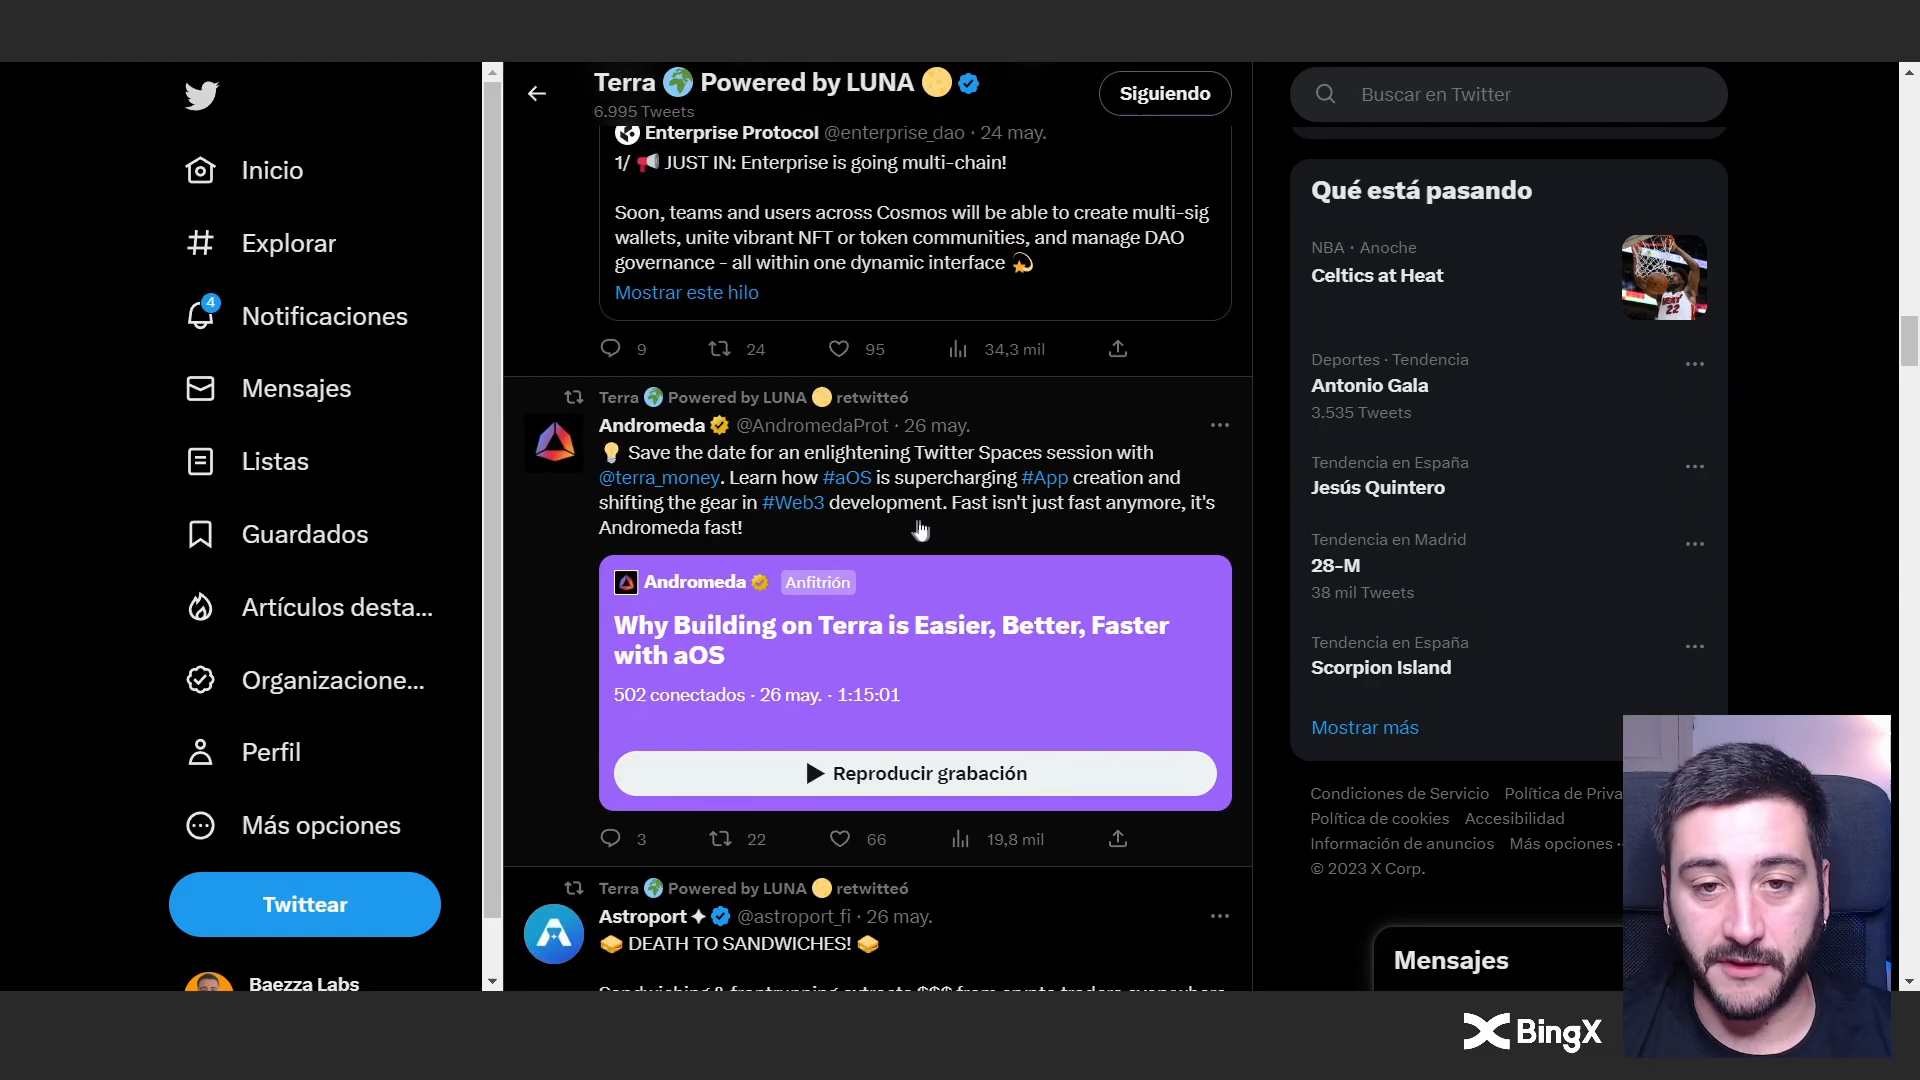 Terra 🌍 Powered by LUNA 🌕
6.995 Tweets
Siguiendo
Buscar en Twitter
Inicio
Explorar
4
Notificaciones
Mensajes
Listas
Guardados
Artículos desta...
Organizacione...
Perfil
Más opciones
Twittear
Baezza Labs
Enterprise Protocol @enterprise_dao · 24 may.
1/ 📢 JUST IN: Enterprise is going multi-chain!
Soon, teams and users across Cosmos will be able to create multi-sig
wallets, unite vibrant NFT or token communities, and manage DAO
governance - all within one dynamic interface 💫
Mostrar este hilo
9 24 95 34,3 mil
Terra 🌍 Powered by LUNA 🌕 retwitteó
Andromeda @AndromedaProt · 26 may.
💡 Save the date for an enlightening Twitter Spaces session with
@terra_money. Learn how #aOS is supercharging #App creation and
shifting the gear in #Web3 development. Fast isn't just fast anymore, it's
Andromeda fast!
Andromeda Anfitrión
Why Building on Terra is Easier, Better, Faster
with aOS
502 conectados · 26 may. · 1:15:01
Reproducir grabación
3 22 66 19,8 mil
Terra 🌍 Powered by LUNA 🌕 retwitteó
Astroport ✦ @astroport_fi · 26 may.
🥪 DEATH TO SANDWICHES! 🥪
Sandwiching & frontrunning extracts $$$ from crypto traders everywhere
Qué está pasando
NBA · Anoche
Celtics at Heat
Deportes · Tendencia
Antonio Gala
3.535 Tweets
Tendencia en España
Jesús Quintero
Tendencia en Madrid
28-M
38 mil Tweets
Tendencia en España
Scorpion Island
Mostrar más
Condiciones de Servicio Política de Priva
Política de cookies Accesibilidad
Información de anuncios Más opciones ·
© 2023 X Corp.
Mensajes
BingX